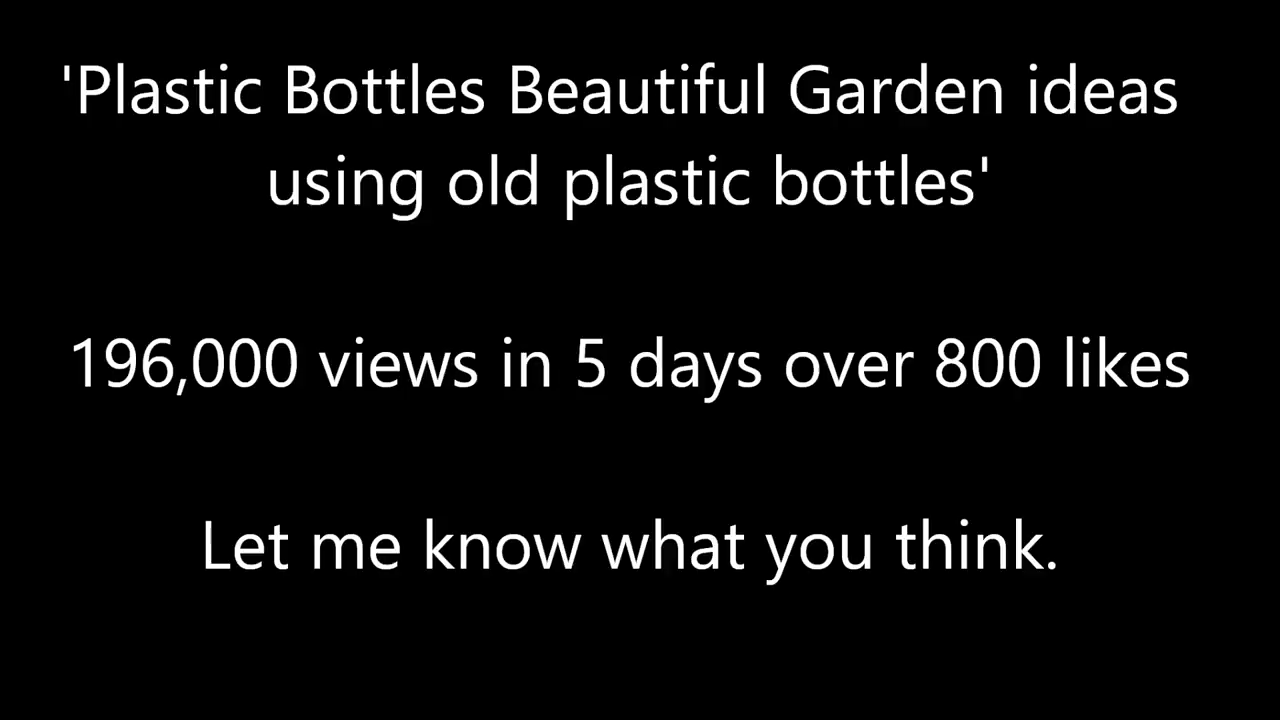 'Plastic Bottles Beautiful Garden ideas
using old plastic bottles'
196,000 views in 5 days over 800 likes
Let me know what you think.